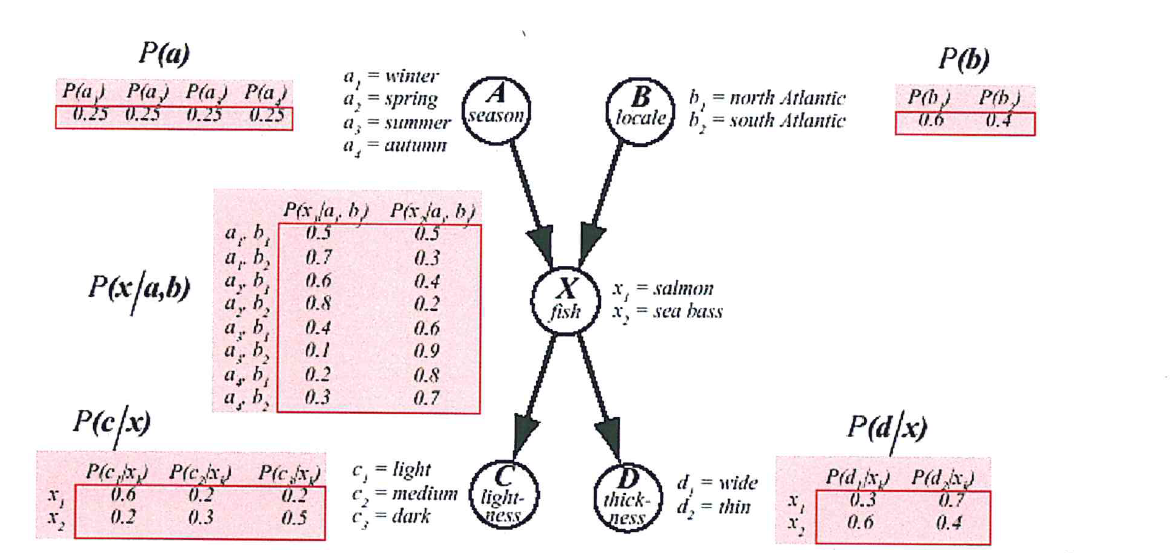 P(a)
P(a₁) P(a₂) P(a₃) P(a₄)
0.25 0.25 0.25 0.25
a₁ = winter
a₂ = spring
a₃ = summer
a₄ = autumn
A
season
B
locale
b₁ = north Atlantic
b₂ = south Atlantic
P(b)
P(b₁) P(b₂)
0.6 0.4
P(x|a,b)
P(x₁|aᵢ, bⱼ) P(x₂|aᵢ, bⱼ)
a₁, b₁ 0.5 0.5
a₁, b₂ 0.7 0.3
a₂, b₁ 0.6 0.4
a₂, b₂ 0.8 0.2
a₃, b₁ 0.4 0.6
a₃, b₂ 0.1 0.9
a₄, b₁ 0.2 0.8
a₄, b₂ 0.3 0.7
X
fish
x₁ = salmon
x₂ = sea bass
P(c|x)
P(c₁|xₖ) P(c₂|xₖ) P(c₃|xₖ)
x₁ 0.6 0.2 0.2
x₂ 0.2 0.3 0.5
c₁ = light
c₂ = medium
c₃ = dark
C
light-
ness
D
thick-
ness
d₁ = wide
d₂ = thin
P(d|x)
P(d₁|xₖ) P(d₂|xₖ)
x₁ 0.3 0.7
x₂ 0.6 0.4